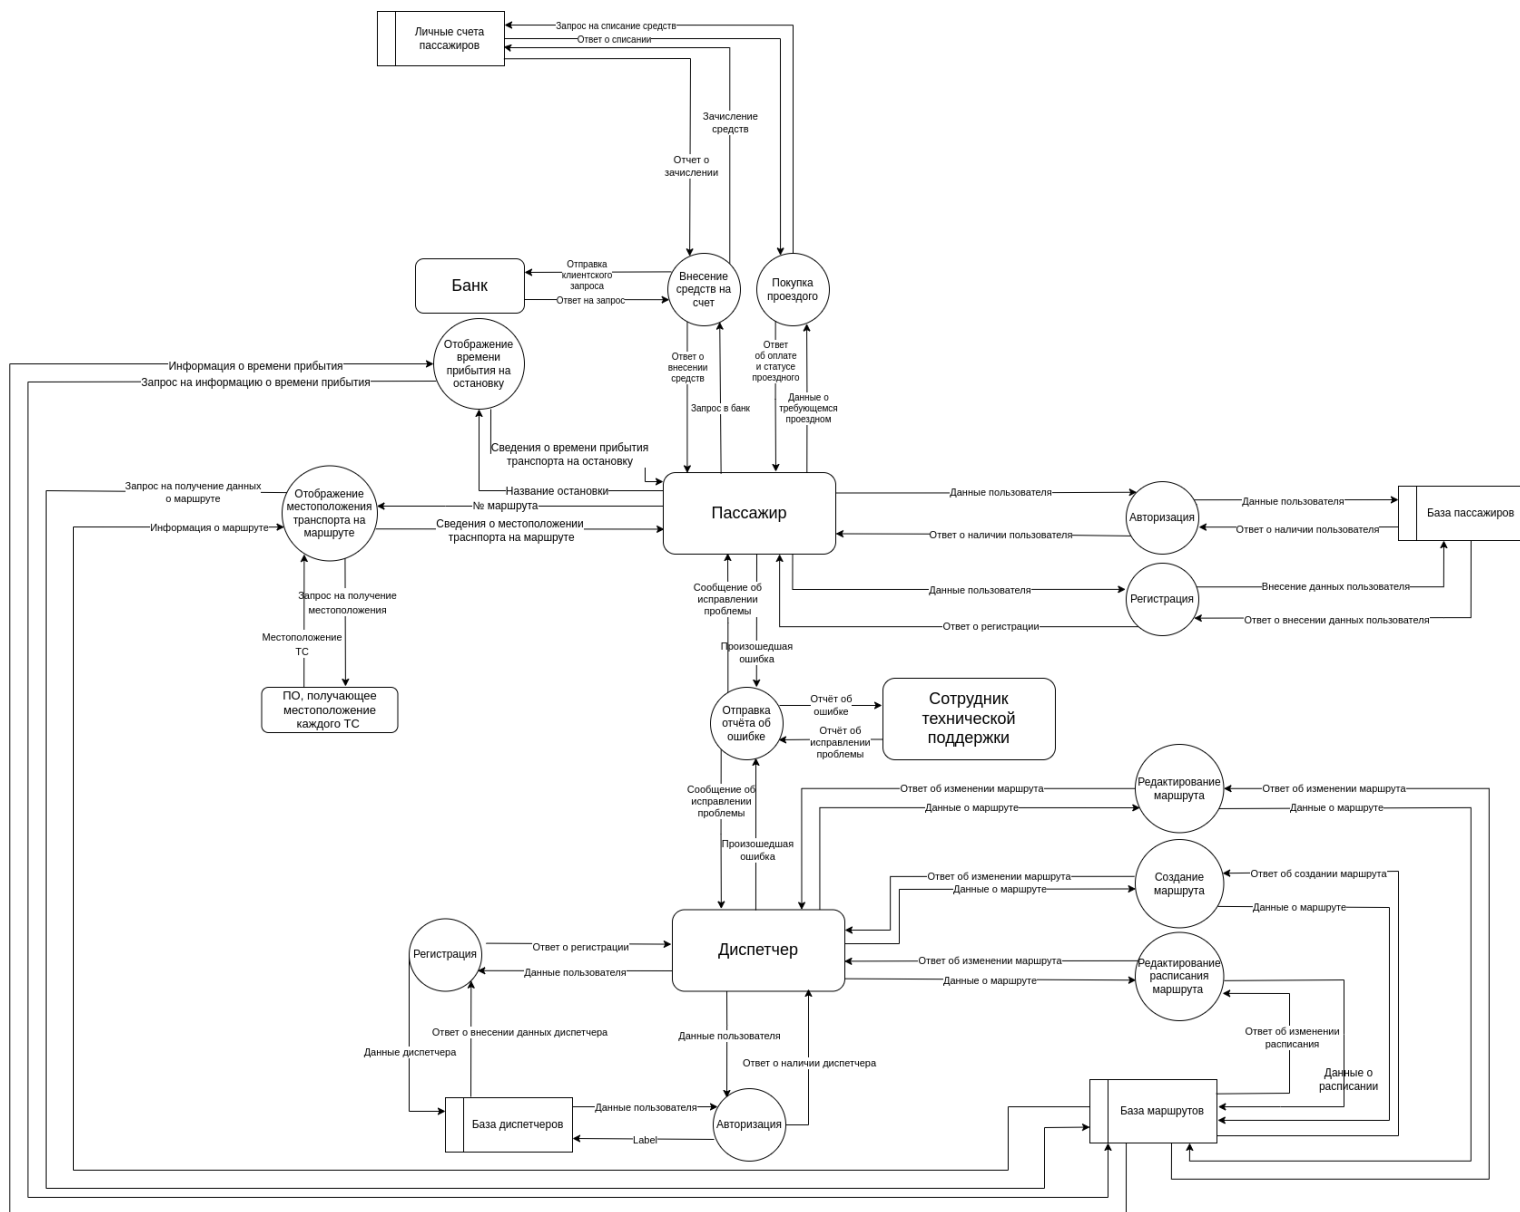 Личные счета
пассажиров
Запрос на списание средств
Ответ о списании
Зачисление
средств
Отчет о
зачислении
Банк
Отправка
клиентского
запроса
Ответ на запрос
Внесение
средств на
счет
Покупка
проездого
Отображение
времени
прибытия на
остановку
Информация о времени прибытия
Запрос на информацию о времени прибытия
Ответ о
внесении
средств
Запрос в банк
Ответ
об оплате
и статусе
проездного
Данные о
требующемся
проездном
Сведения о времени прибытия
транспорта на остановку
Название остановки
№ маршрута
Сведения о местоположении
траснпорта на маршруте
Запрос на получение данных
о маршруте
Информация о маршруте
Отображение
местоположения
транспорта на
маршруте
Пассажир
Данные пользователя
Ответ о наличии пользователя
Авторизация
Данные пользователя
Ответ о наличии пользователя
База пассажиров
Данные пользователя
Ответ о регистрации
Регистрация
Внесение данных пользователя
Ответ о внесении данных пользователя
Запрос на получение
местоположения
Местоположение
ТС
ПО, получающее
местоположение
каждого ТС
Сообщение об
исправлении
проблемы
Произошедшая
ошибка
Отправка
отчёта об
ошибке
Отчёт об
ошибке
Отчёт об
исправлении
проблемы
Сотрудник
технической
поддержки
Сообщение об
исправлении
проблемы
Произошедшая
ошибка
Ответ об изменении маршрута
Данные о маршруте
Редактирование
маршрута
Ответ об изменении маршрута
Данные о маршруте
Ответ об изменении маршрута
Данные о маршруте
Создание
маршрута
Ответ об создании маршрута
Данные о маршруте
Диспетчер
Ответ об изменении маршрута
Данные о маршруте
Редактирование
расписания
маршрута
Ответ об изменении
расписания
Данные о
расписании
Регистрация
Ответ о регистрации
Данные пользователя
Ответ о внесении данных диспетчера
Данные диспетчера
Данные пользователя
Ответ о наличии диспетчера
База диспетчеров
Данные пользователя
Label
Авторизация
База маршрутов